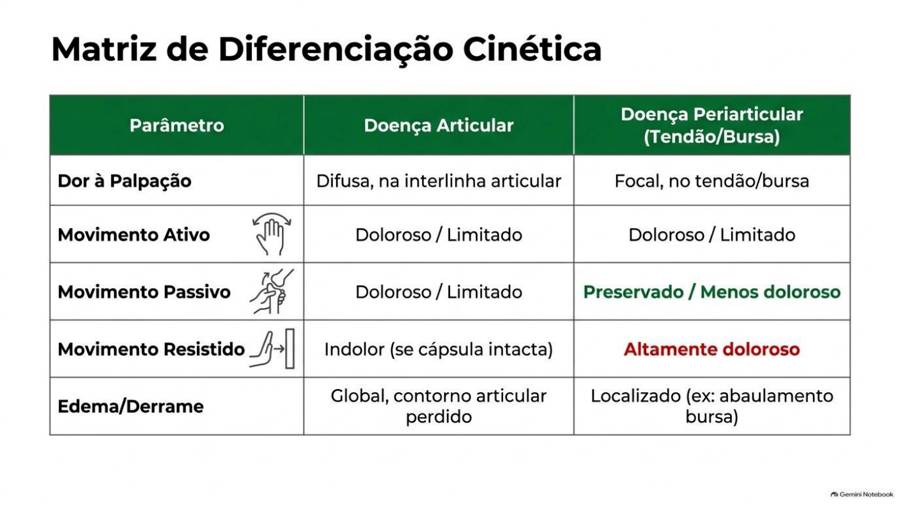 Matriz de Diferenciação Cinética
Parâmetro
Doença Articular
Doença Periarticular
(Tendão/Bursa)
Dor à Palpação
Difusa, na interlinha articular
Focal, no tendão/bursa
Movimento Ativo
Doloroso / Limitado
Doloroso / Limitado
Movimento Passivo
Doloroso / Limitado
Preservado / Menos doloroso
Movimento Resistido
Indolor (se cápsula intacta)
Altamente doloroso
Edema/Derrame
Global, contorno articular
perdido
Localizado (ex: abaulamento
bursa)
Gemini Notebook